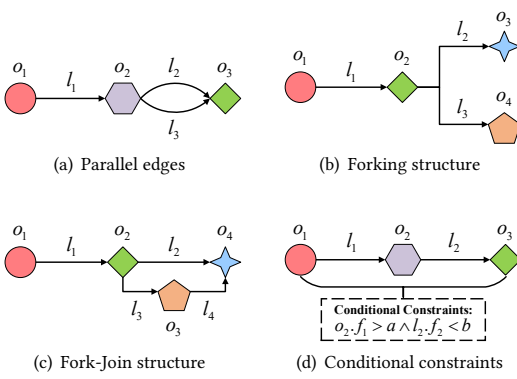 o₁ l₁ o₂ l₂ o₃
l₃
(a) Parallel edges
o₁ l₁ o₂ l₂ o₃
l₃ o₄
(b) Forking structure
o₁ l₁ o₂ l₂ o₄
l₃ o₃ l₄
(c) Fork-Join structure
o₁ l₁ o₂ l₂ o₃
Conditional Constraints:
o₂.f₁ > a ∧ l₂.f₂ < b
(d) Conditional constraints